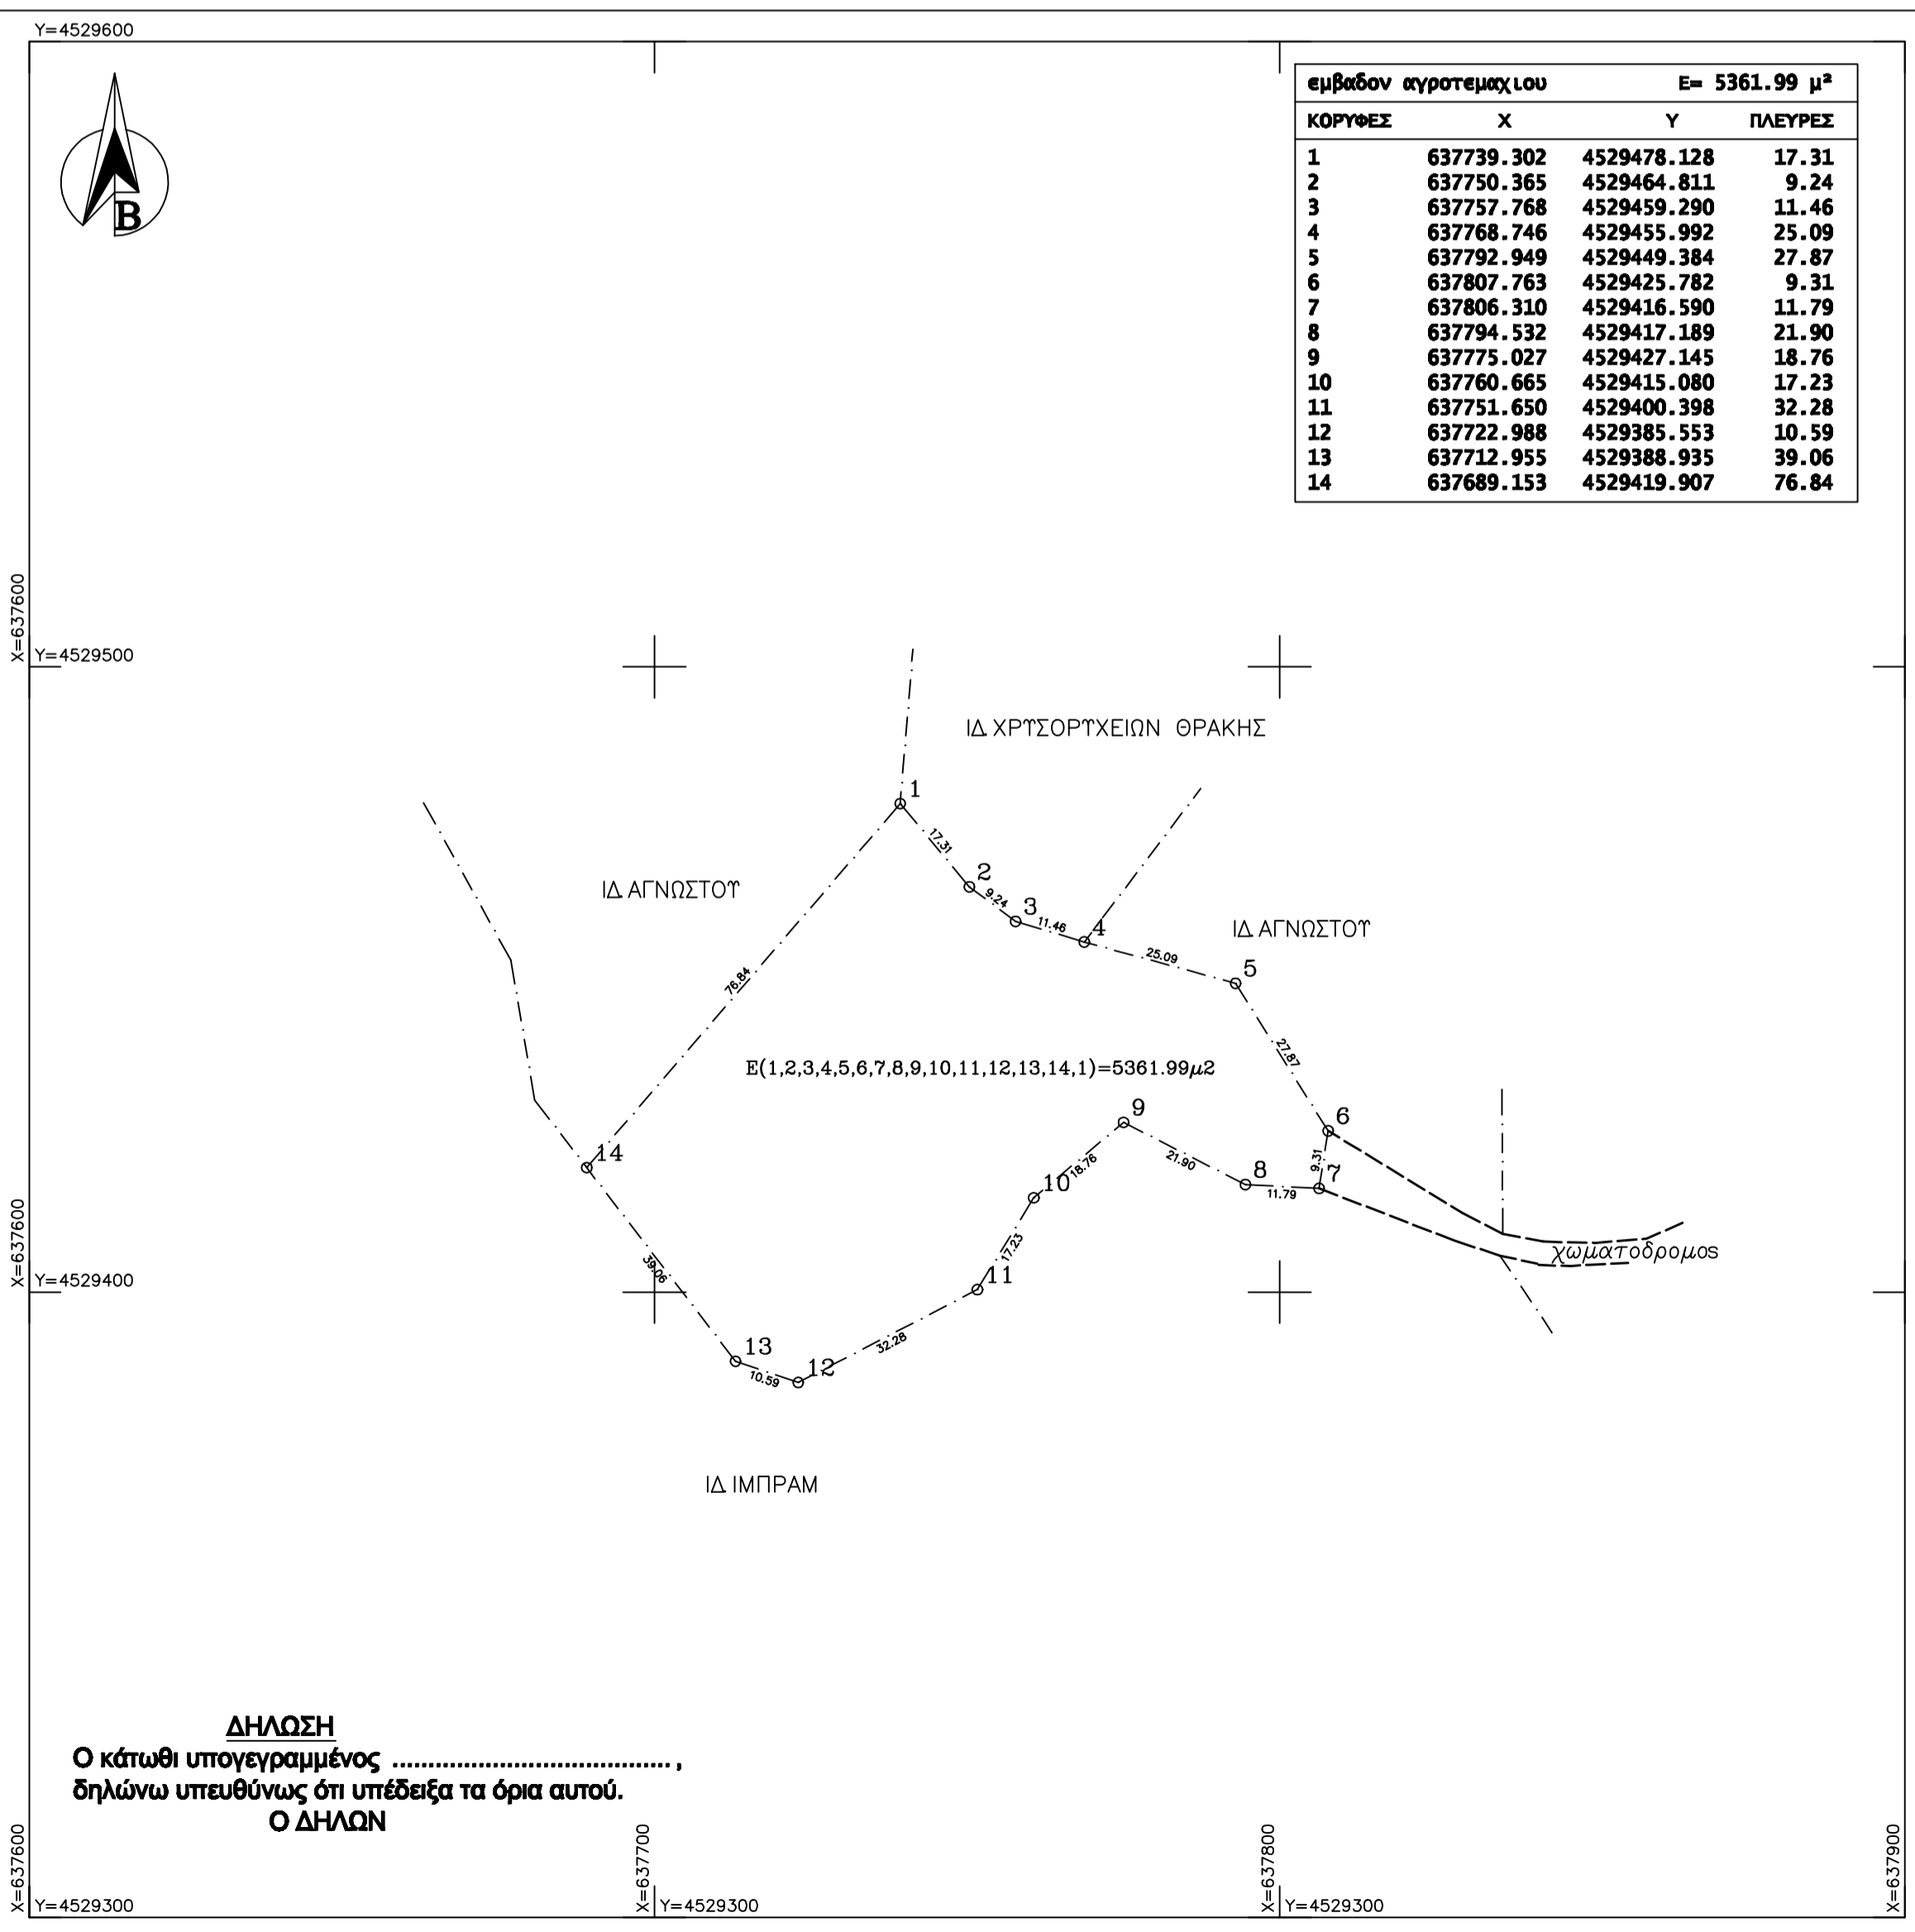 Y=4529600
B
εμβαδον αγροτεμαχιου E= 5361.99 μ²
ΚΟΡΥΦΕΣ X Y ΠΛΕΥΡΕΣ
1 637739.302 4529478.128 17.31
2 637750.365 4529464.811 9.24
3 637757.768 4529459.290 11.46
4 637768.746 4529455.992 25.09
5 637792.949 4529449.384 27.87
6 637807.763 4529425.782 9.31
7 637806.310 4529416.590 11.79
8 637794.532 4529417.189 21.90
9 637775.027 4529427.145 18.76
10 637760.665 4529415.080 17.23
11 637751.650 4529400.398 32.28
12 637722.988 4529385.553 10.59
13 637712.955 4529388.935 39.06
14 637689.153 4529419.907 76.84
X=637600
Y=4529500
ΙΔ.ΧΡΥΣΟΡΥΧΕΙΩΝ ΘΡΑΚΗΣ
1
17.31
2
ΙΔ.ΑΓΝΩΣΤΟΥ
9.24
3
11.46
4
ΙΔ.ΑΓΝΩΣΤΟΥ
25.09
5
76.84
27.87
E(1,2,3,4,5,6,7,8,9,10,11,12,13,14,1)=5361.99μ2
9
6
14
18.76
21.90
9.31
8
7
10
11.79
17.23
χωματοδρομος
39.06
11
X=637600
Y=4529400
32.28
13
12
10.59
ΙΔ.ΙΜΠΡΑΜ
ΔΗΛΩΣΗ
Ο κάτωθι υπογεγραμμένος ......................................,
δηλώνω υπευθύνως ότι υπέδειξα τα όρια αυτού.
Ο ΔΗΛΩΝ
X=637600
Y=4529300
X=637700
Y=4529300
X=637800
Y=4529300
X=637900